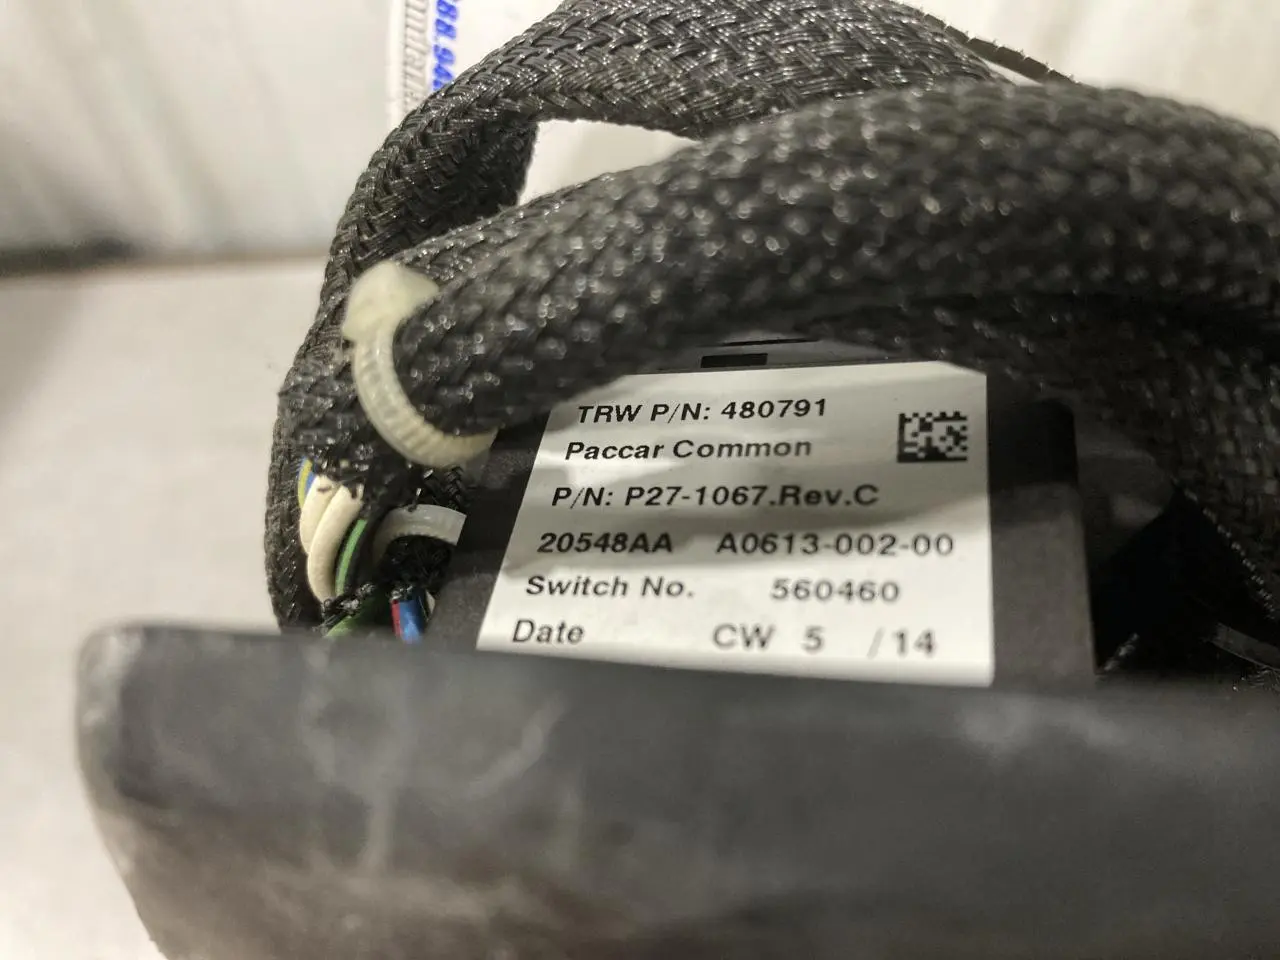 TRW P/N: 480791
Paccar Common
P/N: P27-1067.Rev.C
20548AA A0613-002-00
Switch No. 560460
Date CW 5 /14